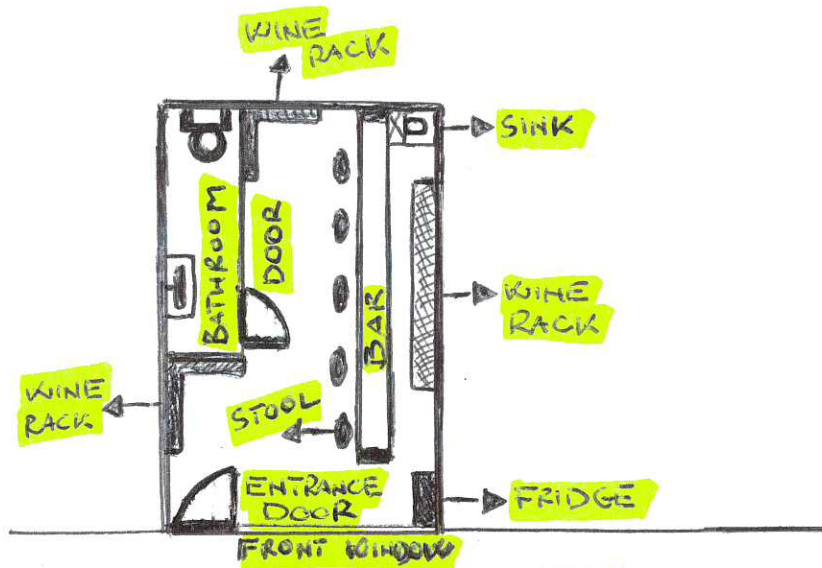 WINE
RACK
SINK
BATHROOM
DOOR
BAR
WINE
RACK
WINE
RACK
STOOL
ENTRANCE
DOOR
FRIDGE
FRONT WINDOW